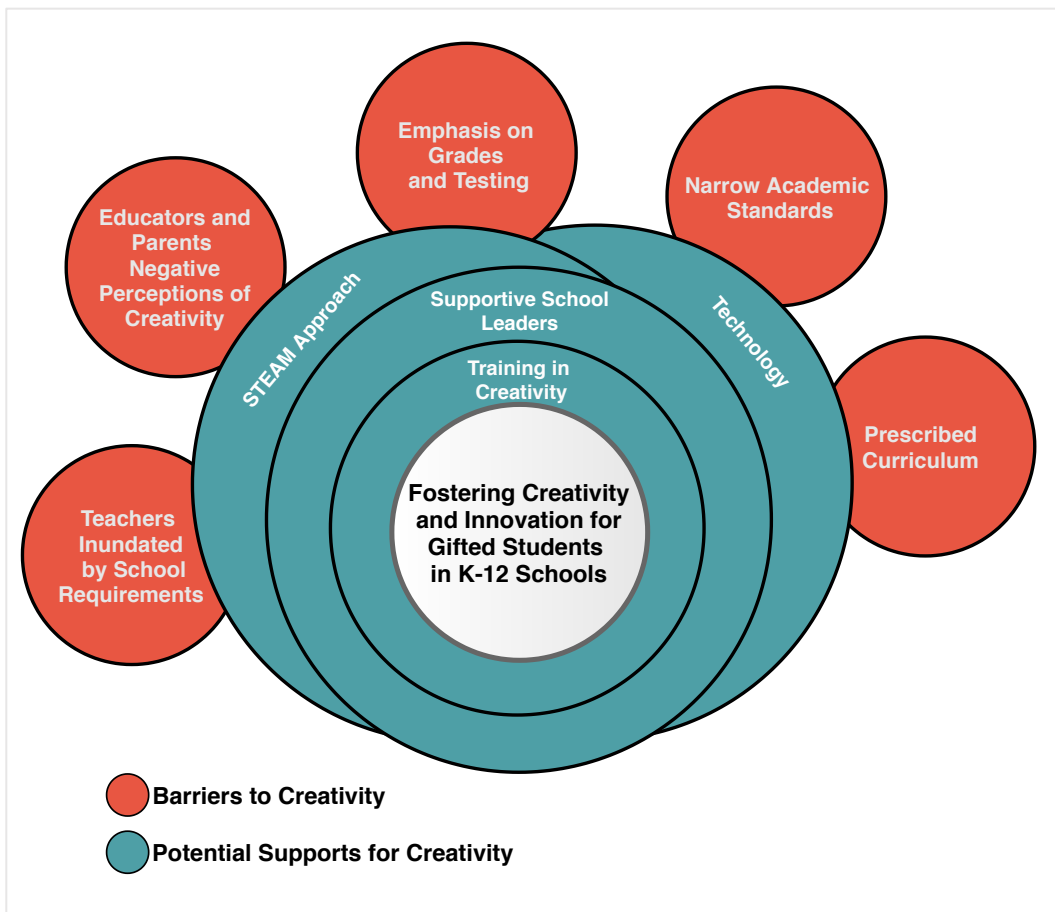 Emphasis on
Grades
and Testing
Narrow Academic
Standards
Educators and
Parents
Negative
Perceptions of
Creativity
STEAM Approach
Supportive School
Leaders
Technology
Training in
Creativity
Prescribed
Curriculum
Fostering Creativity
and Innovation for
Gifted Students
in K-12 Schools
Teachers
Inundated
by School
Requirements
Barriers to Creativity
Potential Supports for Creativity